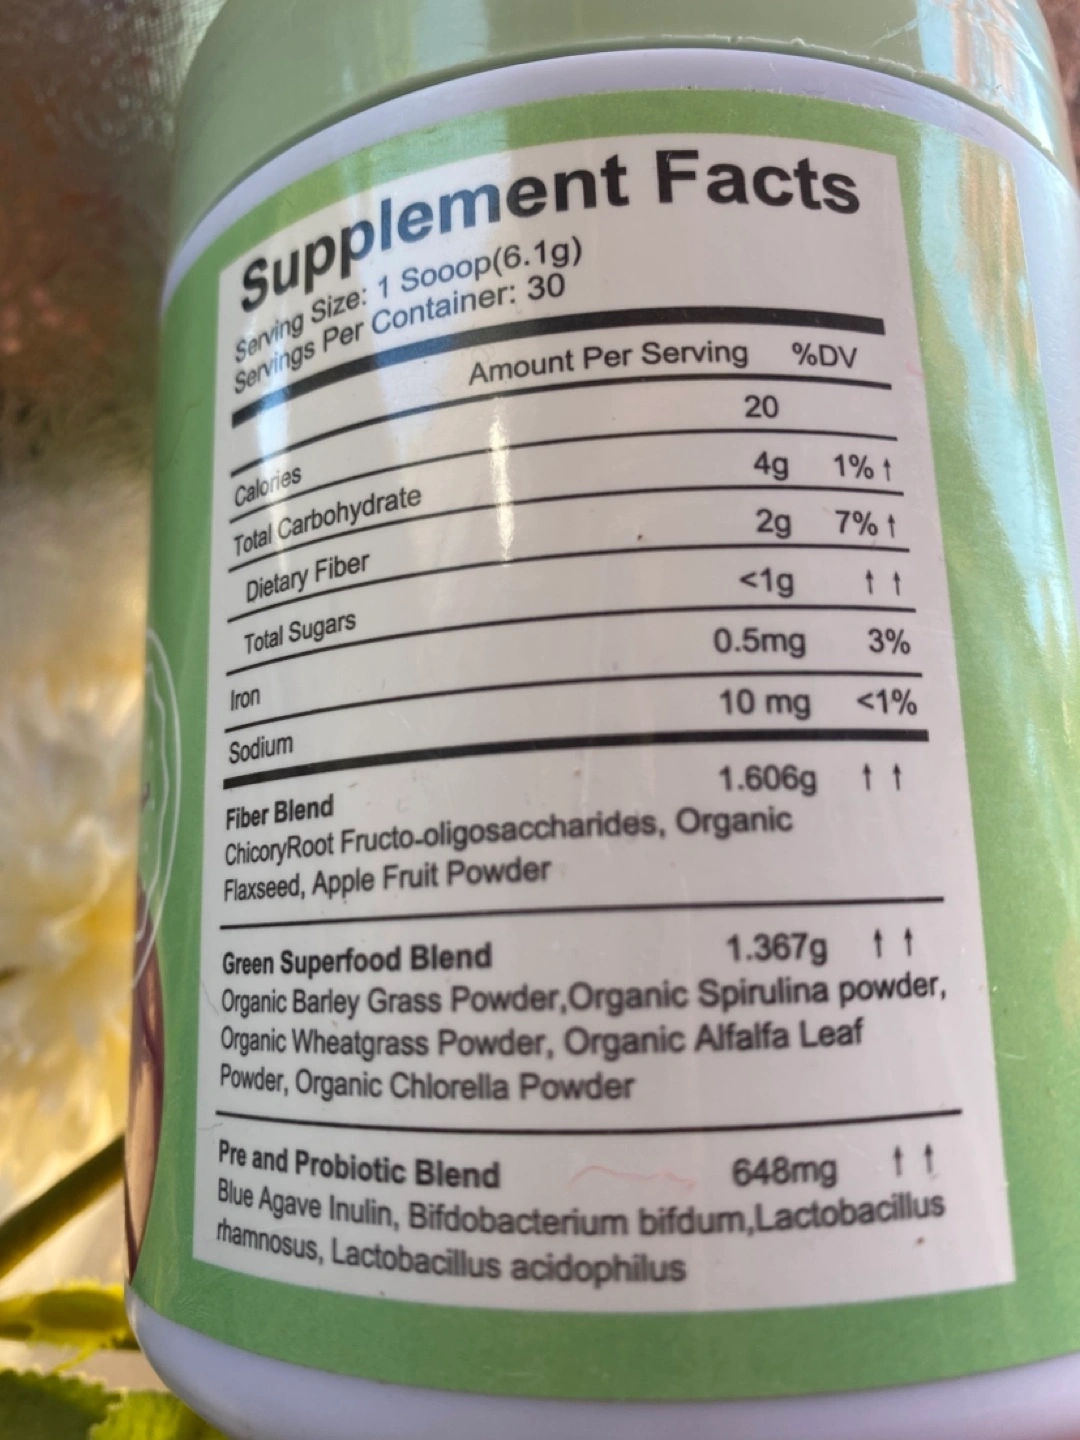 Supplement Facts
Serving Size: 1 Sooop(6.1g)
Servings Per Container: 30
Amount Per Serving %DV
Calories 20
Total Carbohydrate 4g 1%↑
Dietary Fiber 2g 7%↑
Total Sugars <1g ↑↑
Iron 0.5mg 3%
Sodium 10 mg <1%
Fiber Blend 1.606g ↑↑
ChicoryRoot Fructo-oligosaccharides, Organic
Flaxseed, Apple Fruit Powder
Green Superfood Blend 1.367g ↑↑
Organic Barley Grass Powder,Organic Spirulina powder,
Organic Wheatgrass Powder, Organic Alfalfa Leaf
Powder, Organic Chlorella Powder
Pre and Probiotic Blend 648mg ↑↑
Blue Agave Inulin, Bifdobacterium bifdum,Lactobacillus
rhamnosus, Lactobacillus acidophilus